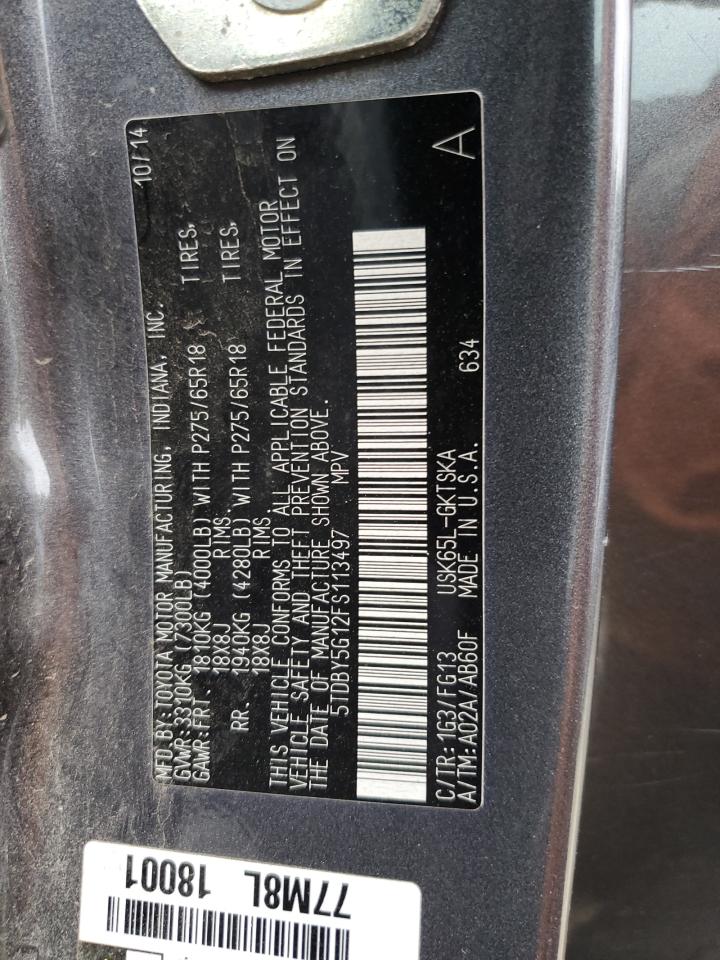 MFD.BY:TOYOTA MOTOR MANUFACTURING, INDIANA, INC. 10/14
GVWR:3310KG (7300LB)
GAWR:FRT. 1810KG (4000LB) WITH P275/65R18 TIRES,
18X8J RIMS
RR. 1940KG (4280LB) WITH P275/65R18 TIRES,
18X8J RIMS
THIS VEHICLE CONFORMS TO ALL APPLICABLE FEDERAL MOTOR
VEHICLE SAFETY AND THEFT PREVENTION STANDARDS IN EFFECT ON
THE DATE OF MANUFACTURE SHOWN ABOVE.
5TDBY5G12FS113497 MPV
C/TR:1G3/FG13 USK65L-GKTSKA
A/TM:A02A/AB60F MADE IN U.S.A. 634 A
77M8L
18001